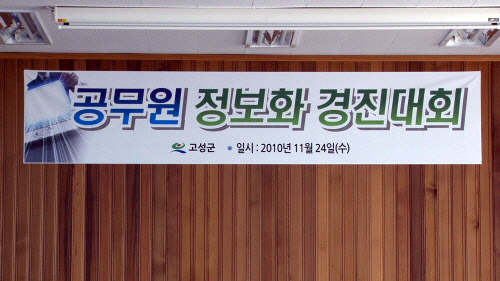 공무원 정보화 경진대회
고성군 • 일시 : 2010년 11월 24일(수)